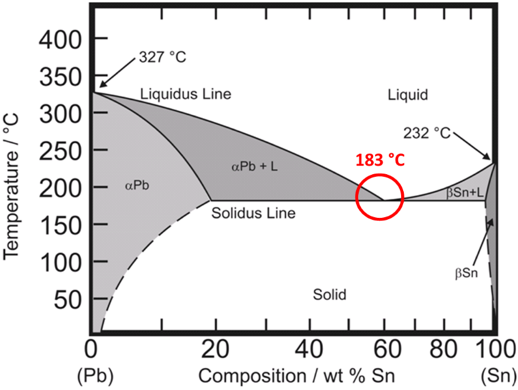 400
350
300
250
200
150
100
50
Temperature / °C
327 °C
Liquidus Line
Liquid
232 °C
183 °C
αPb
αPb + L
βSn+L
Solidus Line
βSn
Solid
0
20
40
60
80
100
(Pb)
Composition / wt % Sn
(Sn)